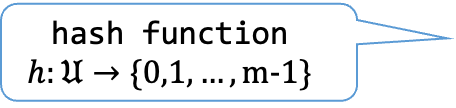 hash function
h: 𝔘 → {0,1, … , m-1}